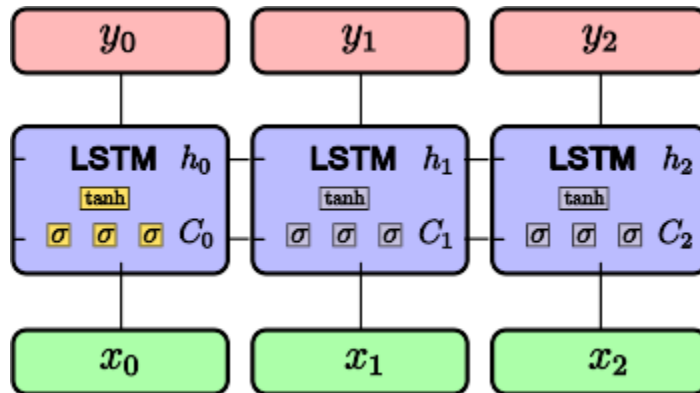 y₀ y₁ y₂
LSTM h₀ LSTM h₁ LSTM h₂
tanh tanh tanh
σ σ σ C₀ σ σ σ C₁ σ σ σ C₂
x₀ x₁ x₂